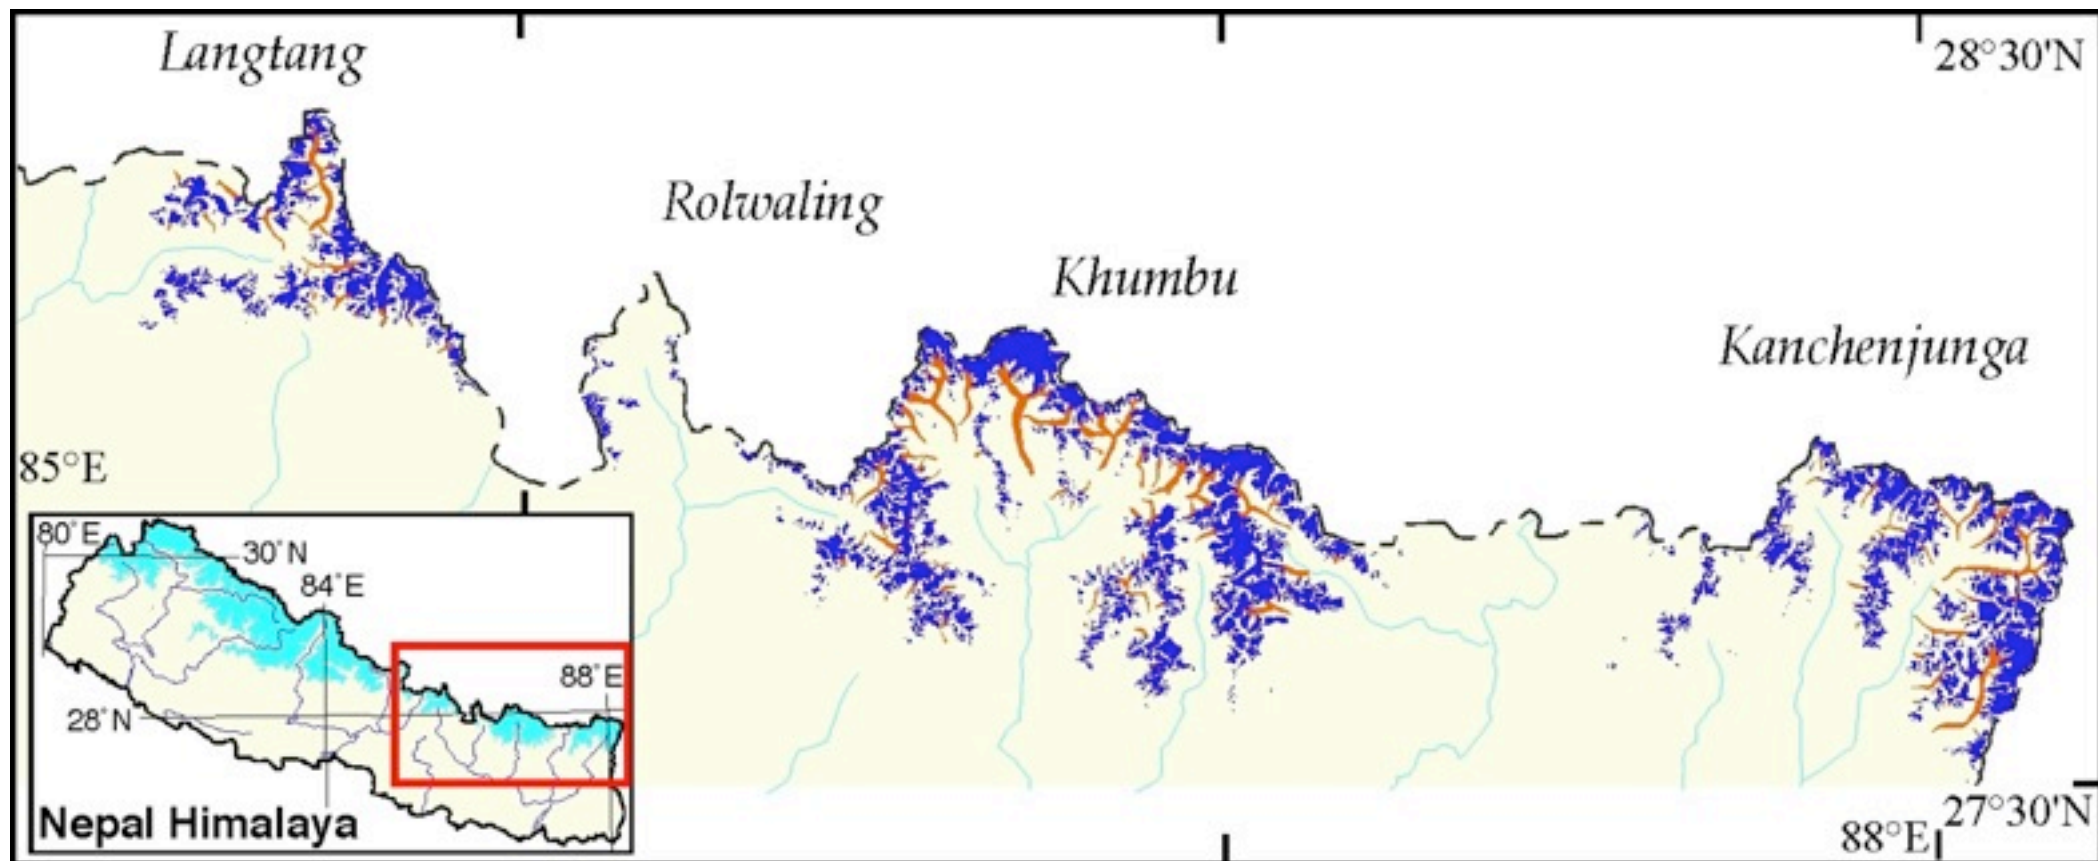 Langtang
28°30'N
Rolwaling
Khumbu
Kanchenjunga
85°E
80°E
30°N
84°E
88°E
28°N
Nepal Himalaya
27°30'N
88°E